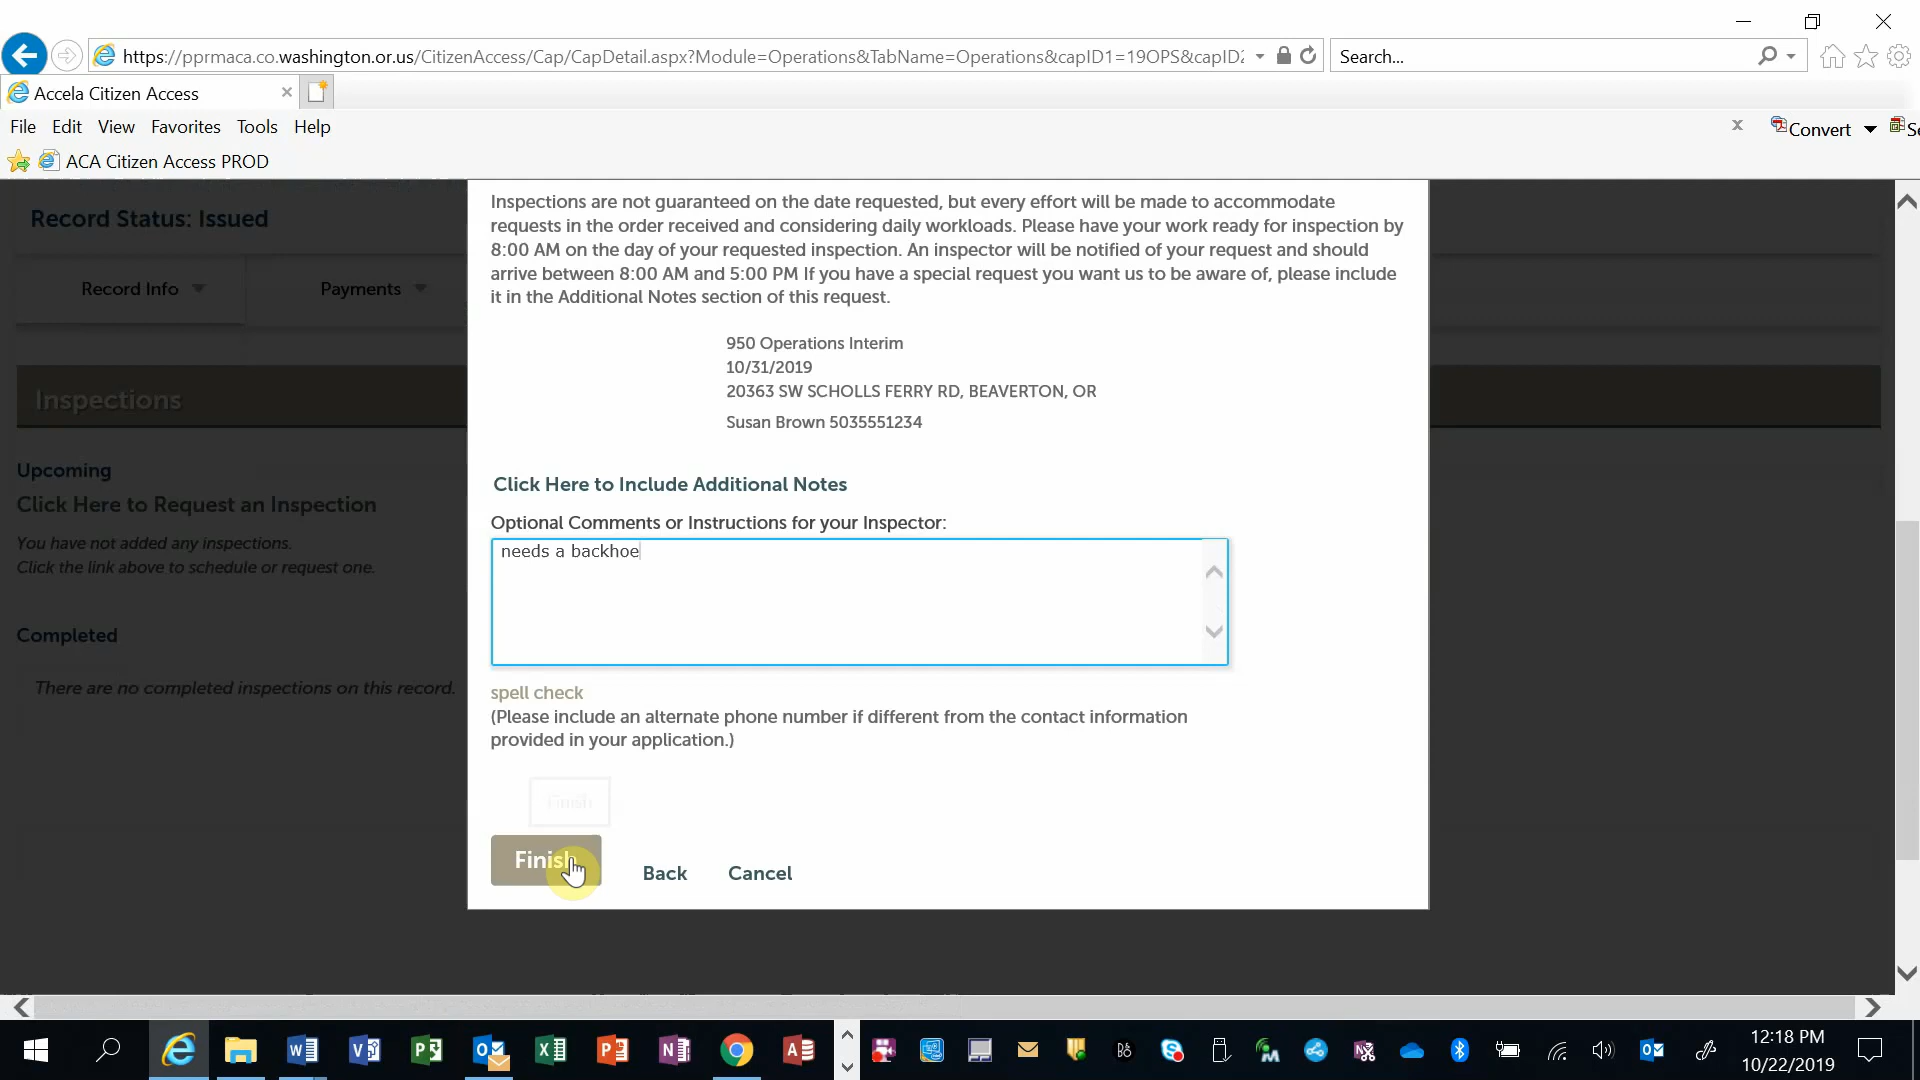 https://pprmaca.co.washington.or.us/CitizenAccess/Cap/CapDetail.aspx?Module=Operations&TabName=Operations&capID1=19OPS&capID2
Search...
Accela Citizen Access
File Edit View Favorites Tools Help
x Convert
ACA Citizen Access PROD
Record Status: Issued
Record Info
Payments
Inspections
Upcoming
Click Here to Request an Inspection
You have not added any inspections.
Click the link above to schedule or request one.
Completed
There are no completed inspections on this record.
Inspections are not guaranteed on the date requested, but every effort will be made to accommodate
requests in the order received and considering daily workloads. Please have your work ready for inspection by
8:00 AM on the day of your requested inspection. An inspector will be notified of your request and should
arrive between 8:00 AM and 5:00 PM If you have a special request you want us to be aware of, please include
it in the Additional Notes section of this request.
950 Operations Interim
10/31/2019
20363 SW SCHOLLS FERRY RD, BEAVERTON, OR
Susan Brown 5035551234
Click Here to Include Additional Notes
Optional Comments or Instructions for your Inspector:
needs a backhoe
spell check
(Please include an alternate phone number if different from the contact information
provided in your application.)
Finish
Finish
Back
Cancel
12:18 PM
10/22/2019